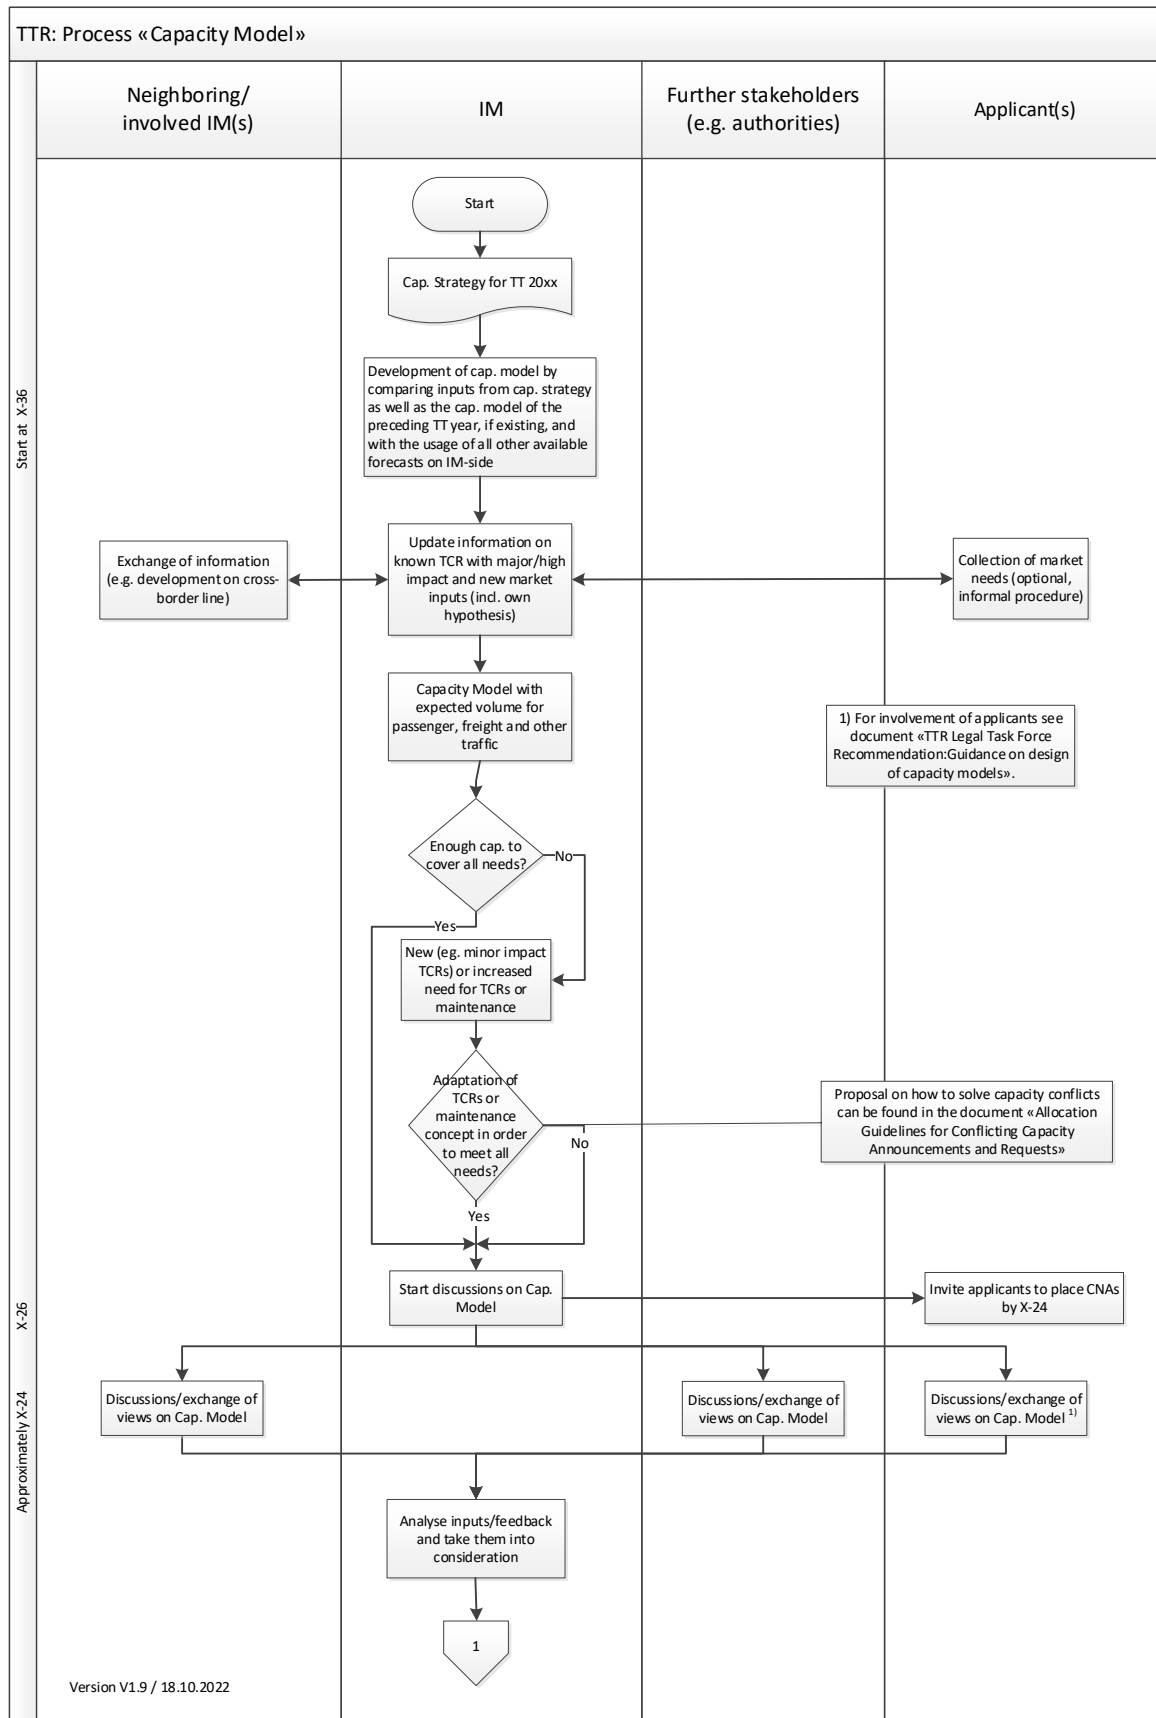 TTR: Process «Capacity Model»
Neighboring/
involved IM(s)
IM
Further stakeholders
(e.g. authorities)
Applicant(s)
Start at X-36
Start
Cap. Strategy for TT 20xx
Development of cap. model by
comparing inputs from cap. strategy
as well as the cap. model of the
preceding TT year, if existing, and
with the usage of all other available
forecasts on IM-side
Exchange of information
(e.g. development on cross-
border line)
Update information on
known TCR with major/high
impact and new market
inputs (incl. own
hypothesis)
Collection of market
needs (optional,
informal procedure)
Capacity Model with
expected volume for
passenger, freight and other
traffic
1) For involvement of applicants see
document «TTR Legal Task Force
Recommendation:Guidance on design
of capacity models».
Enough cap. to
cover all needs?
No
Yes
New (eg. minor impact
TCRs) or increased
need for TCRs or
maintenance
Adaptation of
TCRs or
maintenance
concept in order
to meet all
needs?
No
Yes
Proposal on how to solve capacity conflicts
can be found in the document «Allocation
Guidelines for Conflicting Capacity
Announcements and Requests»
X-26
Start discussions on Cap.
Model
Invite applicants to place CNAs
by X-24
Approximately X-24
Discussions/exchange of
views on Cap. Model
Discussions/exchange of
views on Cap. Model
Discussions/exchange of
views on Cap. Model 1)
Analyse inputs/feedback
and take them into
consideration
1
Version V1.9 / 18.10.2022